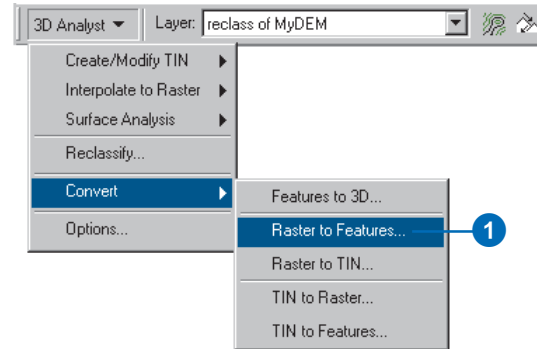 3D Analyst Layer: reclass of MyDEM
Create/Modify TIN
Interpolate to Raster
Surface Analysis
Reclassify...
Convert
Options...
Features to 3D...
Raster to Features...
1
Raster to TIN...
TIN to Raster...
TIN to Features...